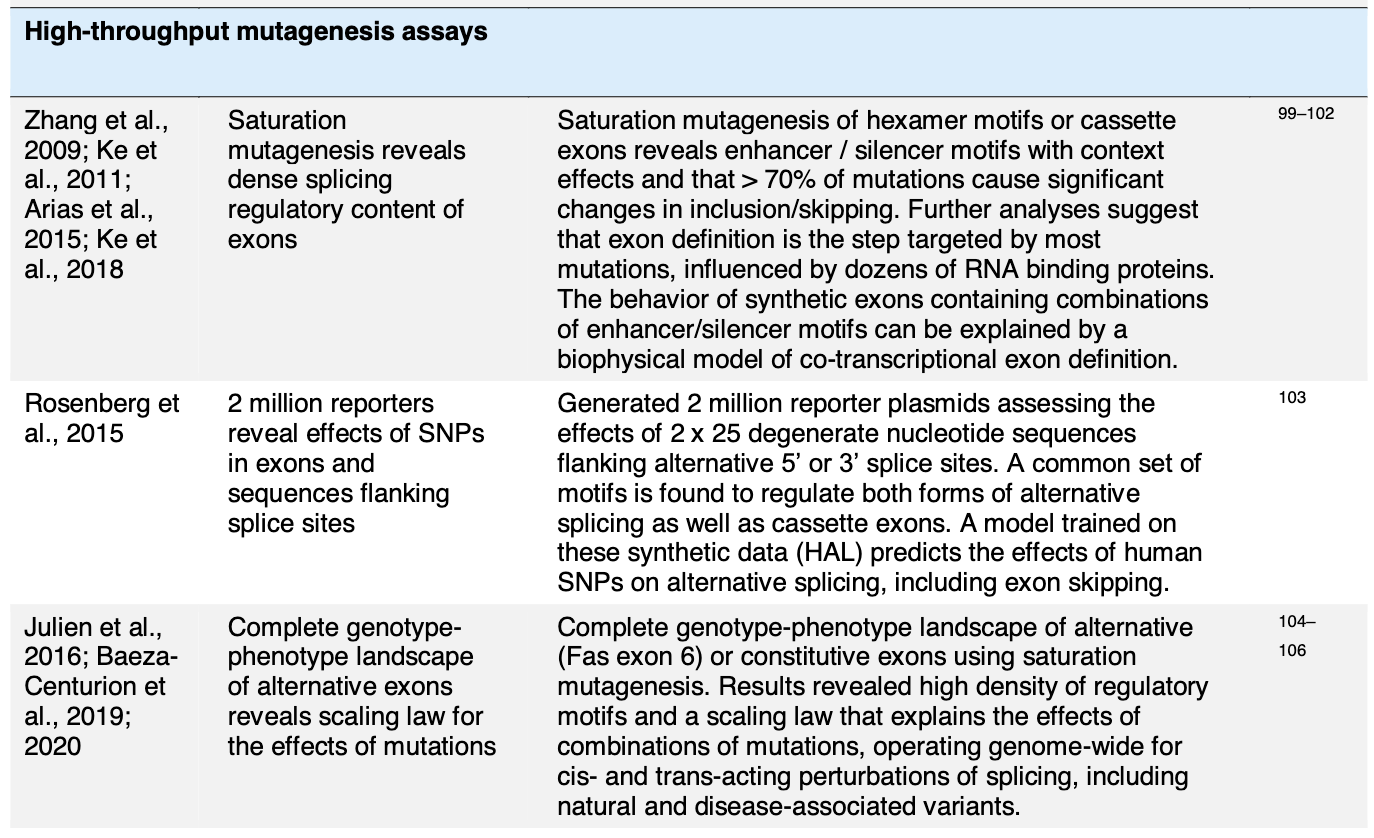 High-throughput mutagenesis assays
Zhang et al.,
2009; Ke et
al., 2011;
Arias et al.,
2015; Ke et
al., 2018
Saturation
mutagenesis reveals
dense splicing
regulatory content of
exons
Saturation mutagenesis of hexamer motifs or cassette
exons reveals enhancer / silencer motifs with context
effects and that > 70% of mutations cause significant
changes in inclusion/skipping. Further analyses suggest
that exon definition is the step targeted by most
mutations, influenced by dozens of RNA binding proteins.
The behavior of synthetic exons containing combinations
of enhancer/silencer motifs can be explained by a
biophysical model of co-transcriptional exon definition.
99–102
Rosenberg et
al., 2015
2 million reporters
reveal effects of SNPs
in exons and
sequences flanking
splice sites
Generated 2 million reporter plasmids assessing the
effects of 2 x 25 degenerate nucleotide sequences
flanking alternative 5’ or 3’ splice sites. A common set of
motifs is found to regulate both forms of alternative
splicing as well as cassette exons. A model trained on
these synthetic data (HAL) predicts the effects of human
SNPs on alternative splicing, including exon skipping.
103
Julien et al.,
2016; Baeza-
Centurion et
al., 2019;
2020
Complete genotype-
phenotype landscape
of alternative exons
reveals scaling law for
the effects of mutations
Complete genotype-phenotype landscape of alternative
(Fas exon 6) or constitutive exons using saturation
mutagenesis. Results revealed high density of regulatory
motifs and a scaling law that explains the effects of
combinations of mutations, operating genome-wide for
cis- and trans-acting perturbations of splicing, including
natural and disease-associated variants.
104–
106